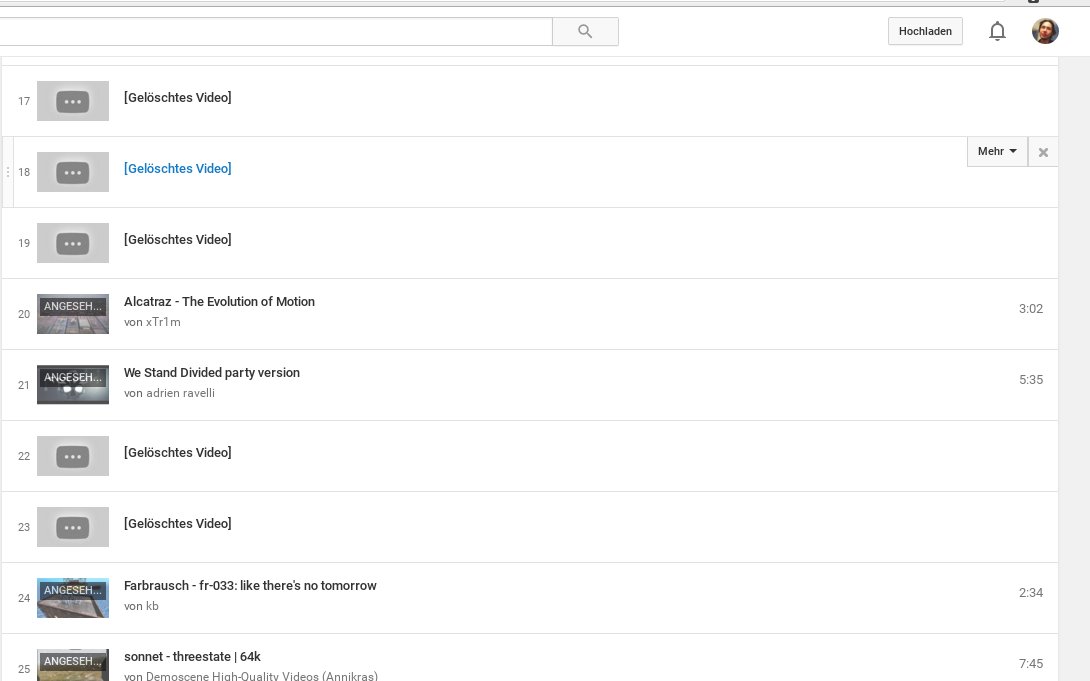 Hochladen
17
[Gelöschtes Video]
18
[Gelöschtes Video]
Mehr
19
[Gelöschtes Video]
20
ANGESEH...
Alcatraz - The Evolution of Motion
von xTr1m
3:02
21
ANGESEH...
We Stand Divided party version
von adrien ravelli
5:35
22
[Gelöschtes Video]
23
[Gelöschtes Video]
24
ANGESEH...
Farbrausch - fr-033: like there's no tomorrow
von kb
2:34
25
ANGESEH...
sonnet - threestate | 64k
von Demoscene High-Quality Videos (Annikras)
7:45